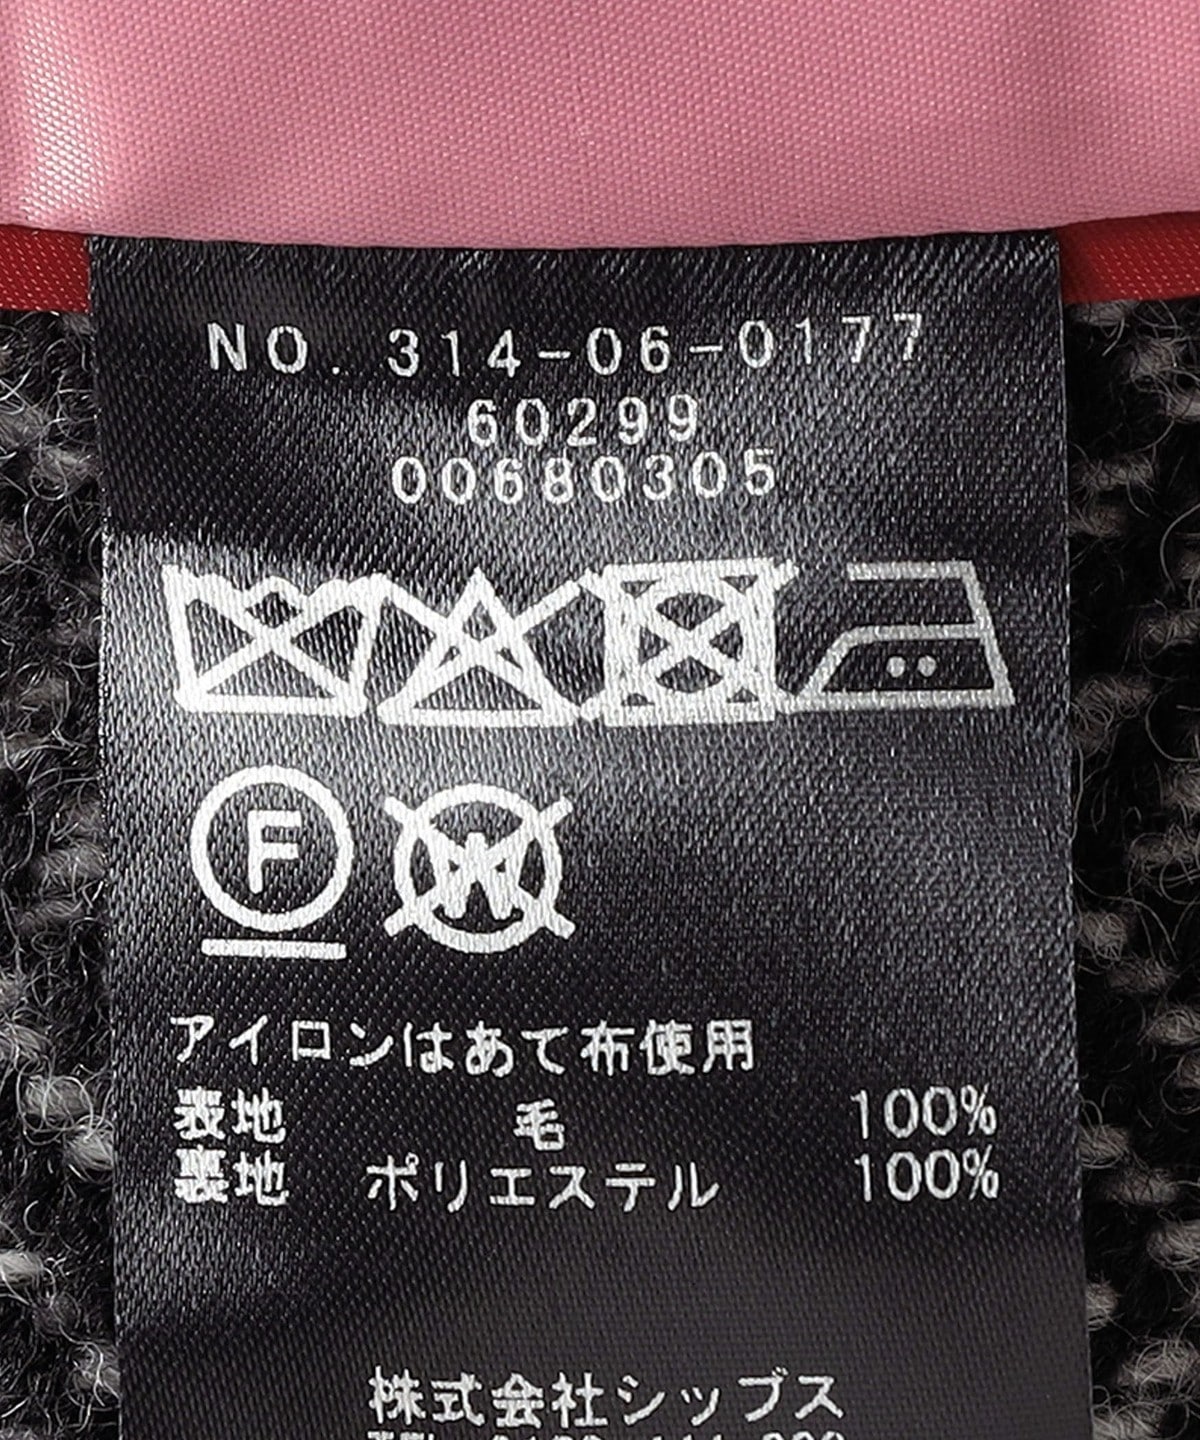 NO. 314-06-0177
60299
00680305
F
W
アイロンはあて布使用
表地 毛 100%
裏地 ポリエステル 100%
株式会社シップス